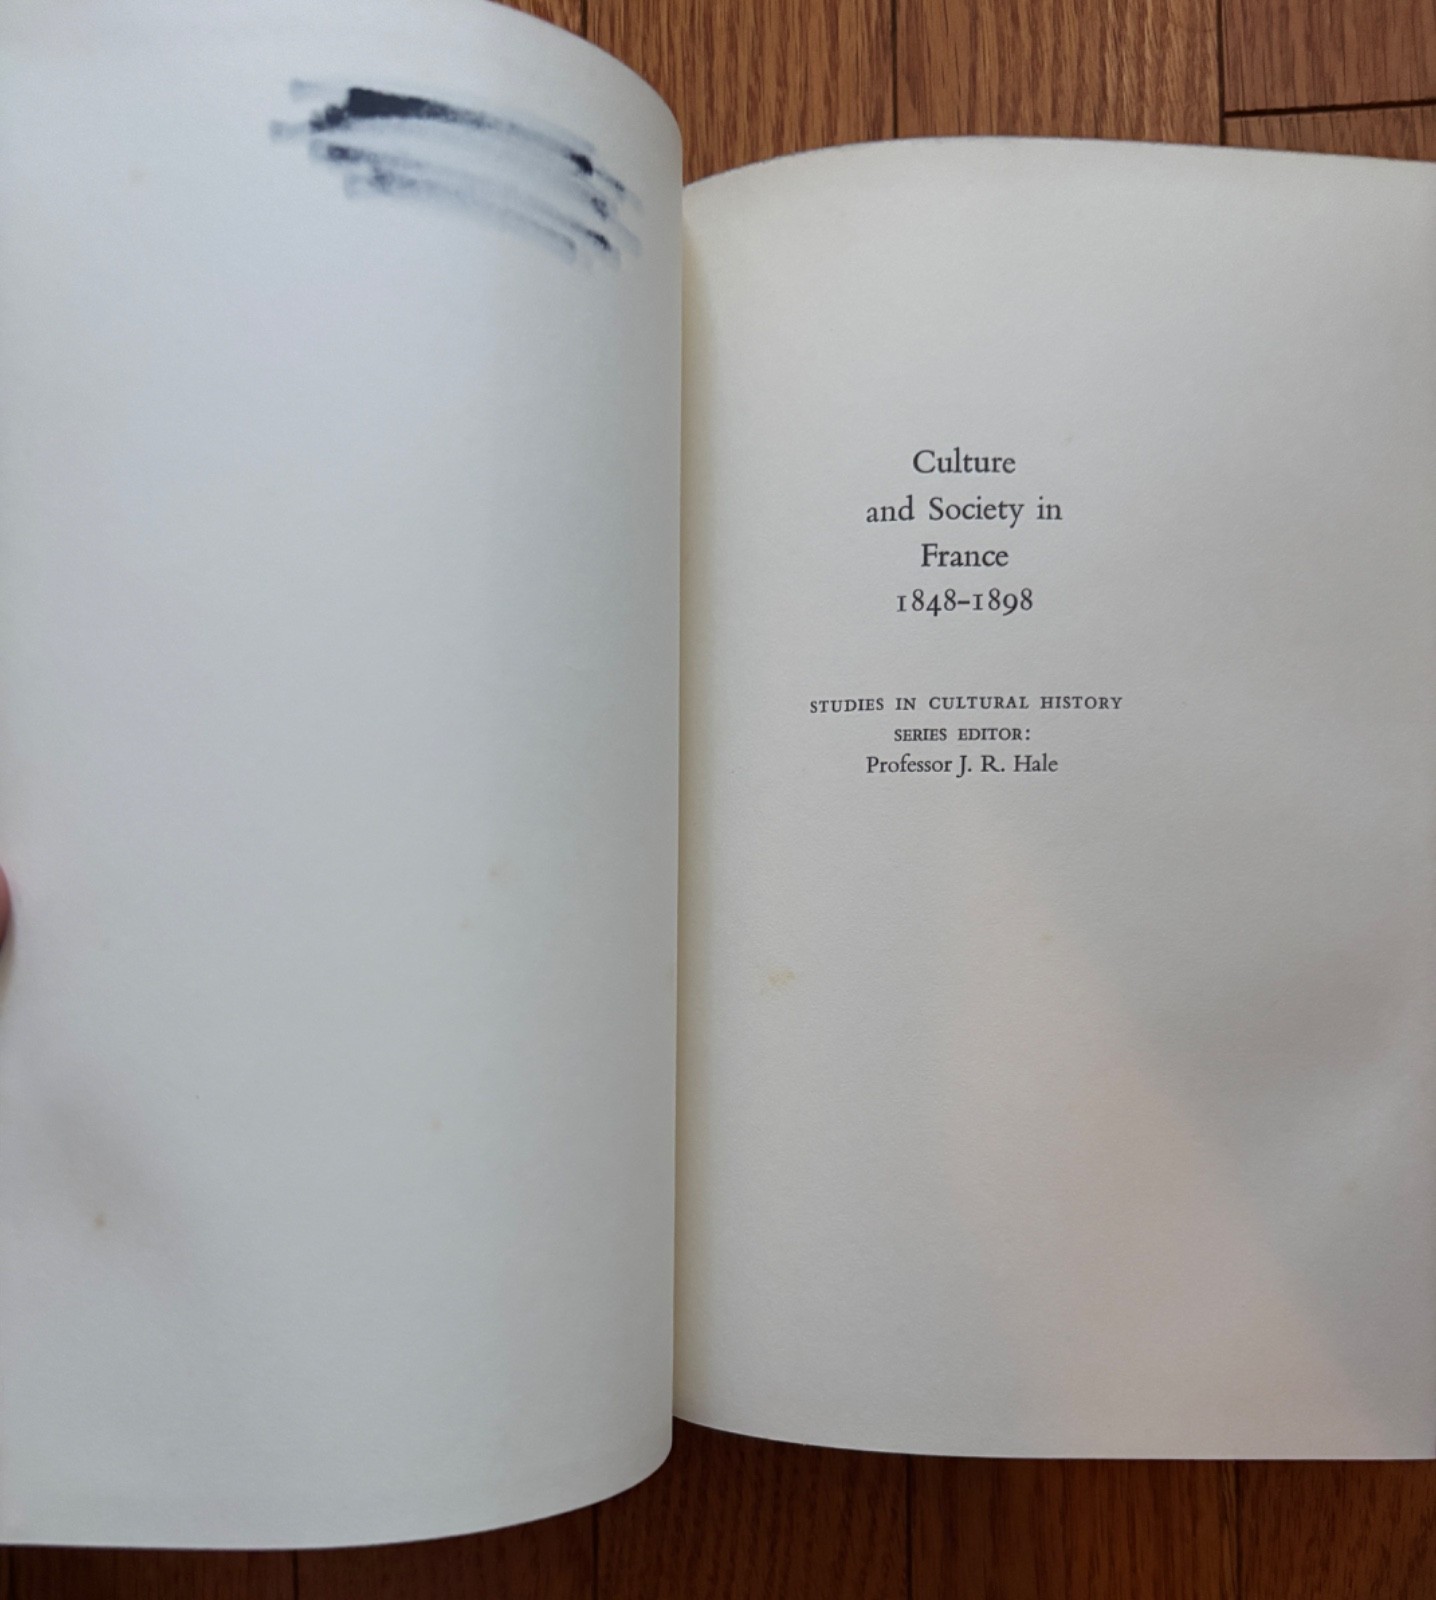 Culture
and Society in
France
1848–1898
STUDIES IN CULTURAL HISTORY
SERIES EDITOR:
Professor J. R. Hale